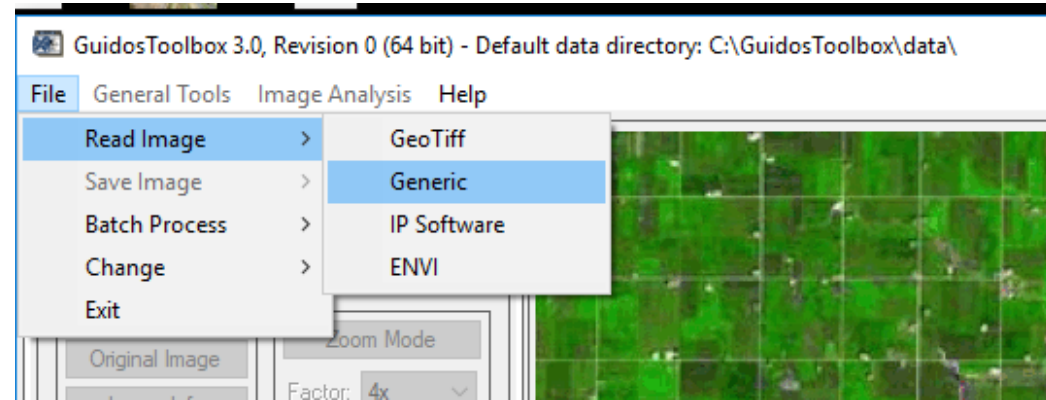 GuidosToolbox 3.0, Revision 0 (64 bit) - Default data directory: C:\GuidosToolbox\data\
File General Tools Image Analysis Help
Read Image > GeoTiff
Save Image > Generic
Batch Process > IP Software
Change > ENVI
Exit
Zoom Mode
Original Image
Factor: 4x